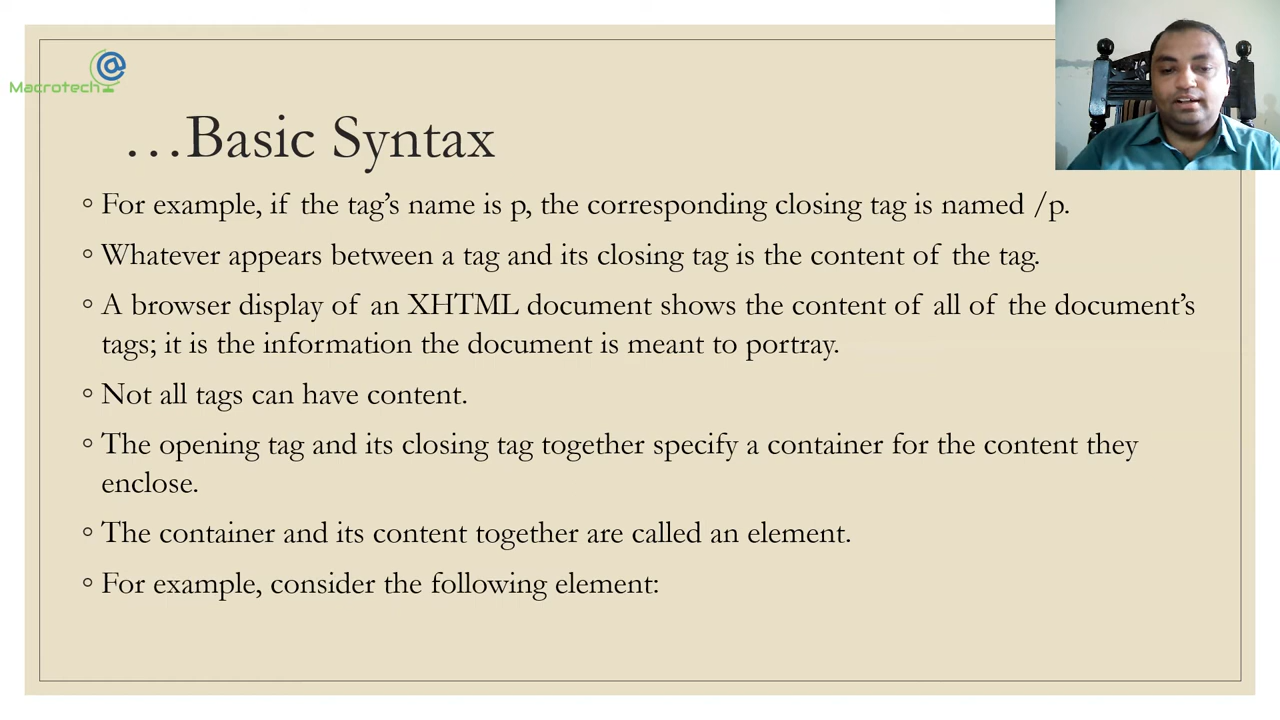 @
Macrotech
…Basic Syntax
◦ For example, if the tag’s name is p, the corresponding closing tag is named /p.
◦ Whatever appears between a tag and its closing tag is the content of the tag.
◦ A browser display of an XHTML document shows the content of all of the document’s
tags; it is the information the document is meant to portray.
◦ Not all tags can have content.
◦ The opening tag and its closing tag together specify a container for the content they
enclose.
◦ The container and its content together are called an element.
◦ For example, consider the following element: